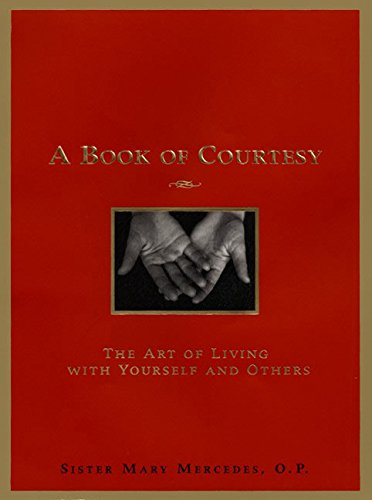 A Book of Courtesy
The Art of Living
with Yourself and Others
Sister Mary Mercedes, O.P.